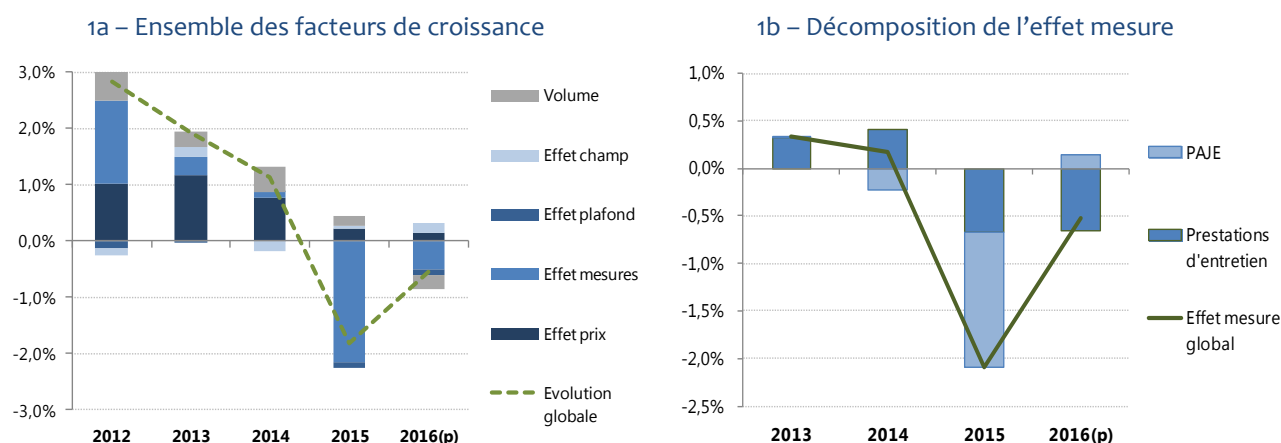 1a – Ensemble des facteurs de croissance
3,0%
2,0%
1,0%
0,0%
-1,0%
-2,0%
-3,0%
2012 2013 2014 2015 2016(p)
Volume
Effet champ
Effet plafond
Effet mesures
Effet prix
Evolution
globale
1b – Décomposition de l'effet mesure
1,0%
0,5%
0,0%
-0,5%
-1,0%
-1,5%
-2,0%
-2,5%
2013 2014 2015 2016(p)
PAJE
Prestations
d'entretien
Effet mesure
global